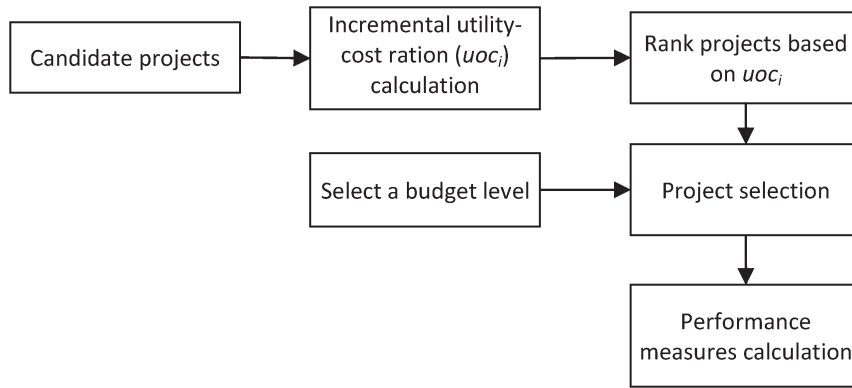 Candidate projects
Incremental utility-
cost ration (uocᵢ)
calculation
Rank projects based
on uocᵢ
Select a budget level
Project selection
Performance
measures calculation